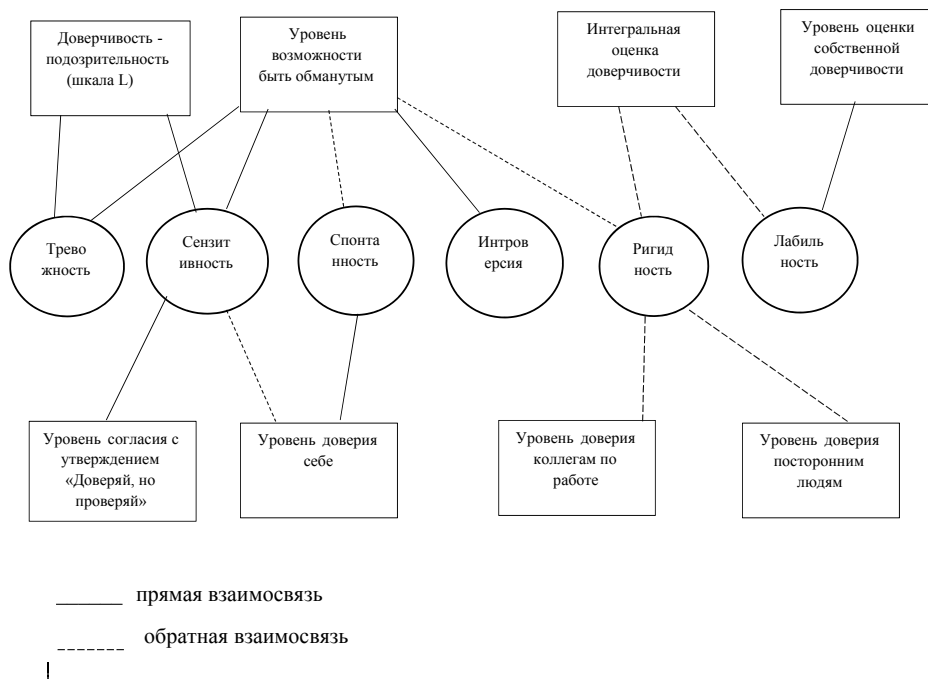 Доверчивость -
подозрительность
(шкала L)
Уровень
возможности
быть обманутым
Интегральная
оценка
доверчивости
Уровень оценки
собственной
доверчивости
Трево
жность
Сензит
ивность
Спонта
нность
Интров
ерсия
Ригид
ность
Лабиль
ность
Уровень согласия с
утверждением
«Доверяй, но
проверяй»
Уровень доверия
себе
Уровень доверия
коллегам по
работе
Уровень доверия
посторонним
людям
прямая взаимосвязь
обратная взаимосвязь